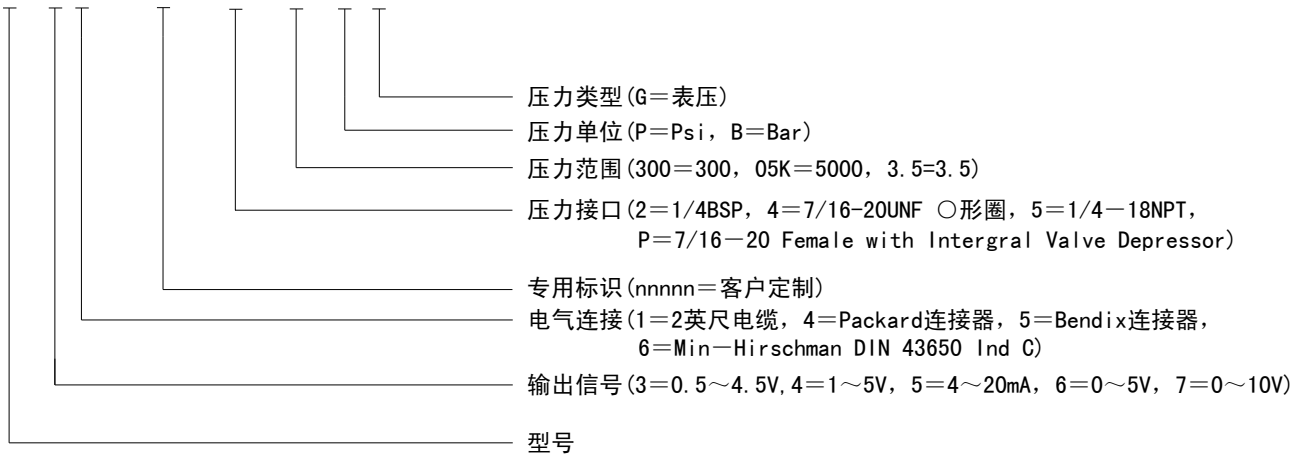 压力类型(G＝表压)
压力单位(P＝Psi，B＝Bar)
压力范围(300＝300，05K＝5000，3.5=3.5)
压力接口(2＝1/4BSP，4＝7/16-20UNF ○形圈，5＝1/4－18NPT，
P＝7/16－20 Female with Intergral Valve Depressor)
专用标识(nnnnn＝客户定制)
电气连接(1＝2英尺电缆，4＝Packard连接器，5＝Bendix连接器，
6＝Min－Hirschman DIN 43650 Ind C)
输出信号(3＝0.5～4.5V,4＝1～5V，5＝4～20mA，6＝0～5V，7＝0～10V)
型号